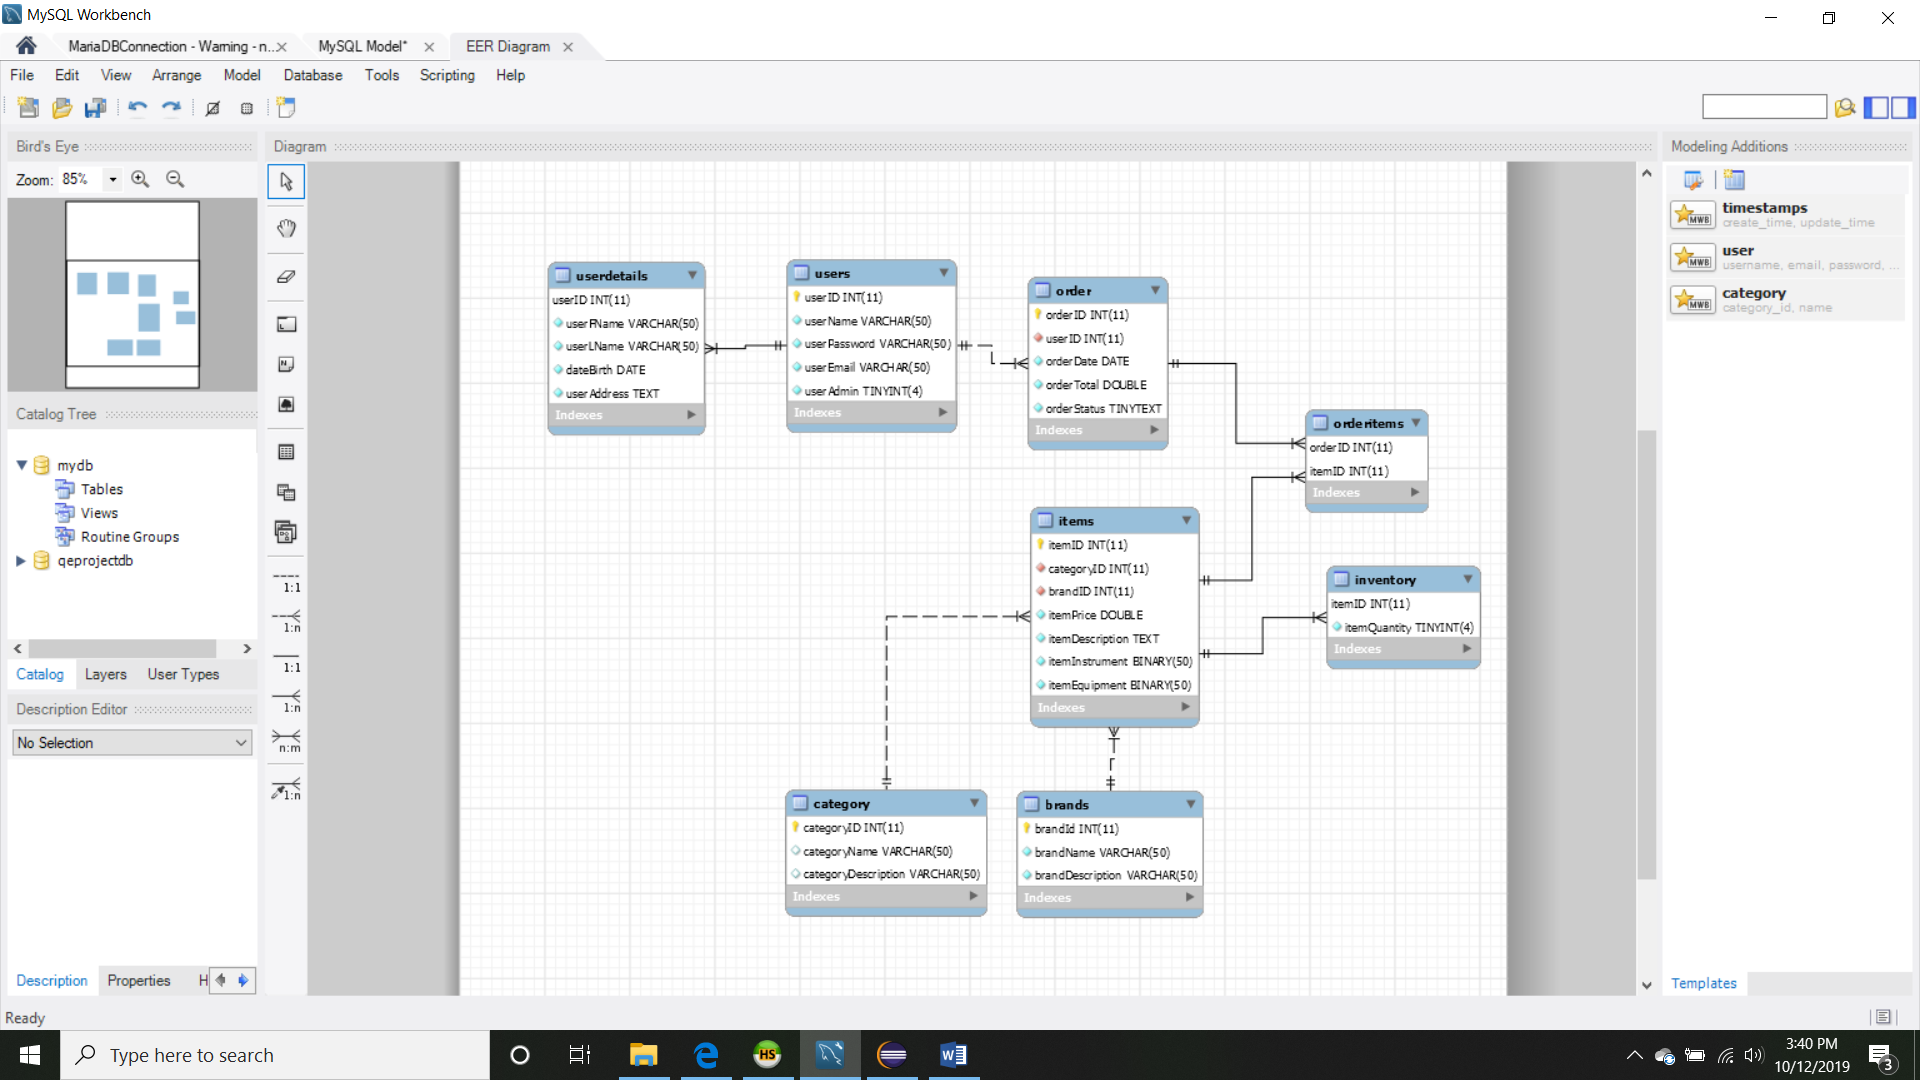 MySQL Workbench
MariaDBConnection - Warning - n...
MySQL Model*
EER Diagram
File Edit View Arrange Model Database Tools Scripting Help
Bird's Eye
Zoom: 85%
Catalog Tree
mydb
Tables
Views
Routine Groups
qeprojectdb
Catalog Layers User Types
Description Editor
No Selection
Description Properties H
Ready
Diagram
1:1
1:n
1:1
1:n
n:m
1:n
userdetails
userID INT(11)
userFName VARCHAR(50)
userLName VARCHAR(50)
dateBirth DATE
userAddress TEXT
Indexes
users
userID INT(11)
userName VARCHAR(50)
userPassword VARCHAR(50)
userEmail VARCHAR(50)
userAdmin TINYINT(4)
Indexes
order
orderID INT(11)
userID INT(11)
orderDate DATE
orderTotal DOUBLE
orderStatus TINYTEXT
Indexes
orderitems
orderID INT(11)
itemID INT(11)
Indexes
items
itemID INT(11)
categoryID INT(11)
brandID INT(11)
itemPrice DOUBLE
itemDescription TEXT
itemInstrument BINARY(50)
itemEquipment BINARY(50)
Indexes
inventory
itemID INT(11)
itemQuantity TINYINT(4)
Indexes
category
categoryID INT(11)
categoryName VARCHAR(50)
categoryDescription VARCHAR(50)
Indexes
brands
brandId INT(11)
brandName VARCHAR(50)
brandDescription VARCHAR(50)
Indexes
Modeling Additions
MWB
timestamps
create_time, update_time
MWB
user
username, email, password, ...
MWB
category
category_id, name
Templates
Type here to search
HS
W
3:40 PM
10/12/2019
3